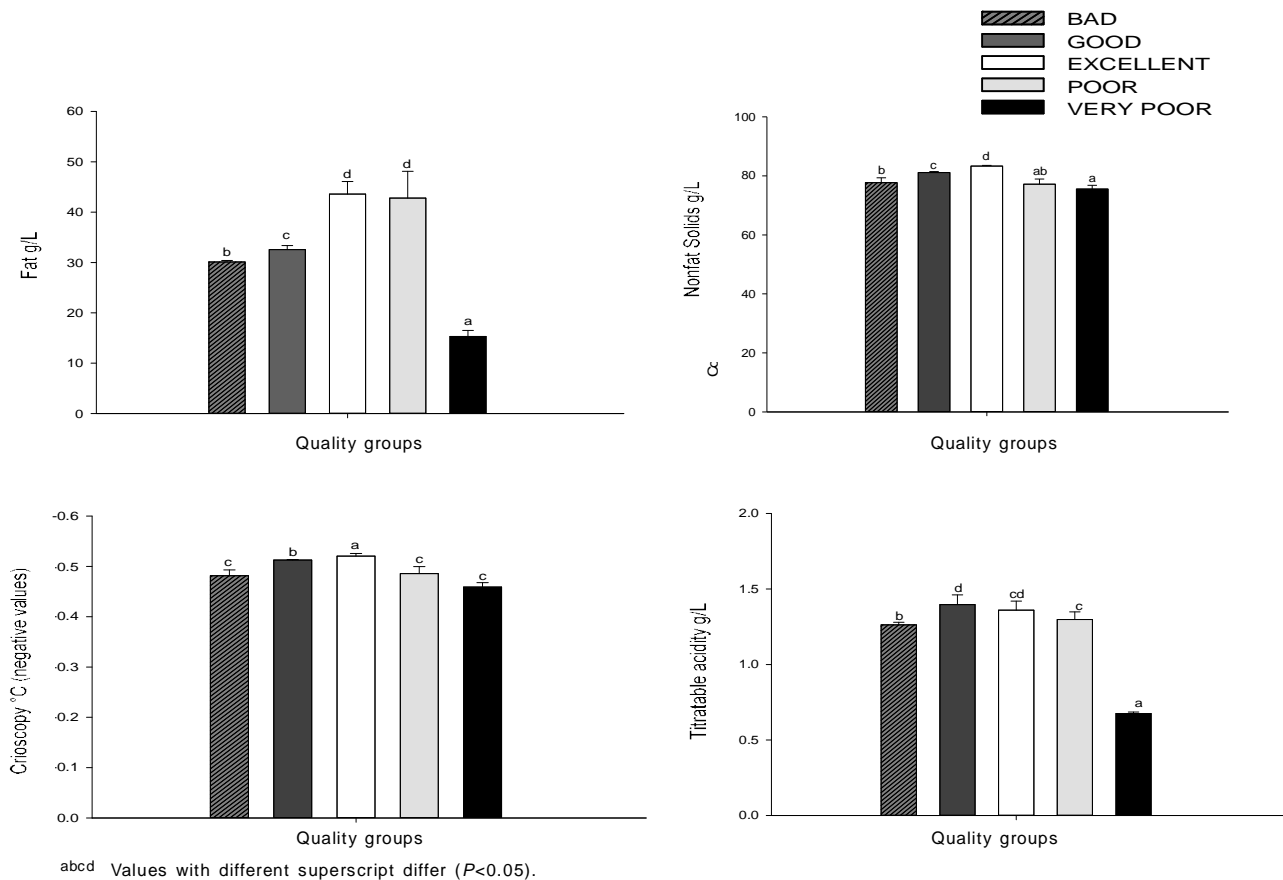 BAD
GOOD
EXCELLENT
POOR
VERY POOR
Fat g/L
60
50
40
30
20
10
0
b
c
d
d
a
Quality groups
Nonfat Solids g/L
Cc
100
80
60
40
20
0
b
c
d
ab
a
Quality groups
Crioscopy °C (negative values)
-0.6
-0.5
-0.4
-0.3
-0.2
-0.1
0.0
c
b
a
c
c
Quality groups
Titratable acidity g/L
2.0
1.5
1.0
0.5
0.0
b
d
cd
c
a
Quality groups
abcd Values with different superscript differ (P<0.05).